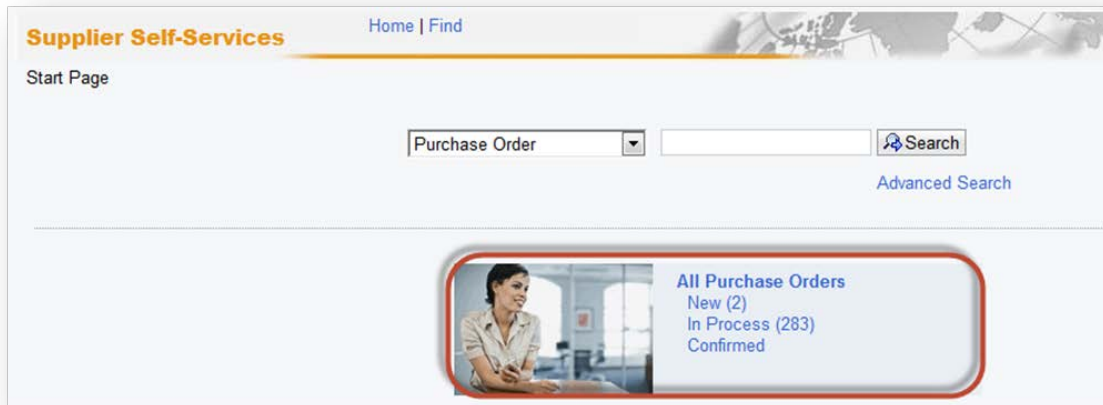 Supplier Self-Services
Home | Find
Start Page
Purchase Order
Search
Advanced Search
All Purchase Orders
New (2)
In Process (283)
Confirmed